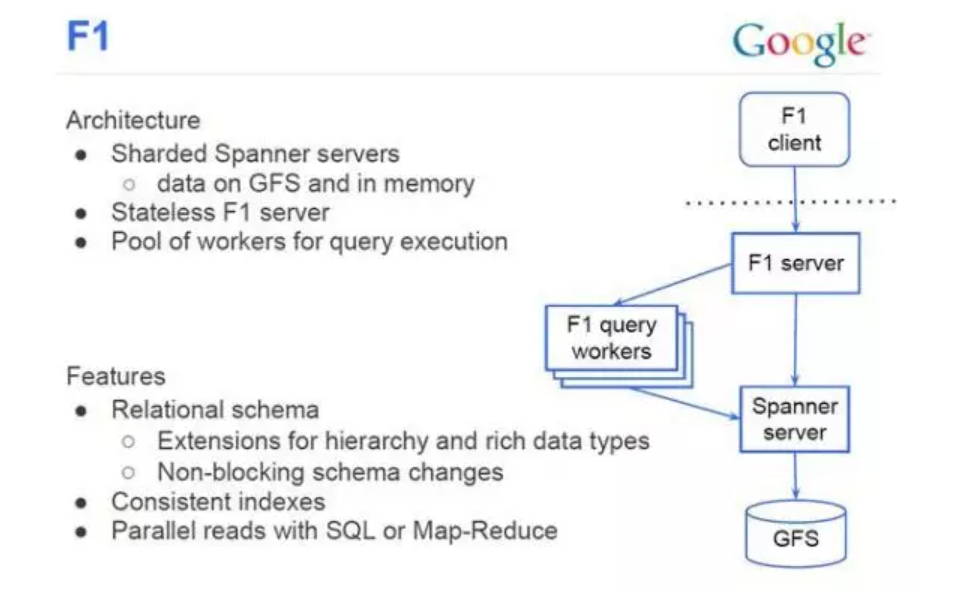 F1
Google
Architecture
● Sharded Spanner servers
○ data on GFS and in memory
● Stateless F1 server
● Pool of workers for query execution
Features
● Relational schema
○ Extensions for hierarchy and rich data types
○ Non-blocking schema changes
● Consistent indexes
● Parallel reads with SQL or Map-Reduce
F1
client
F1 server
F1 query
workers
Spanner
server
GFS